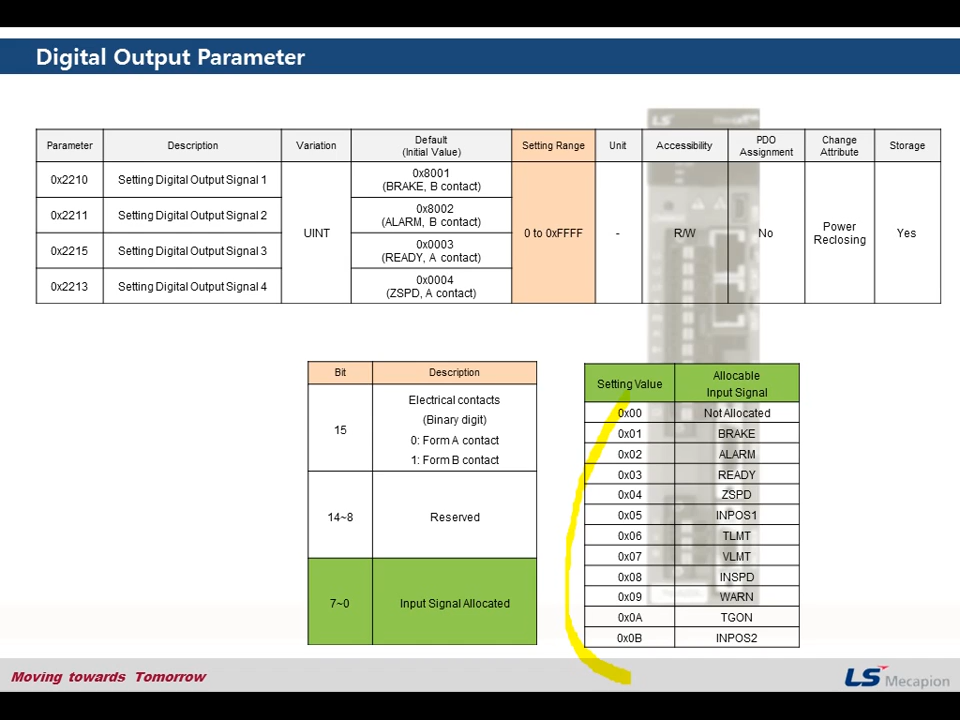 Digital Output Parameter
Parameter Description Variation Default Setting Range Unit Accessibility PDO Change Storage
(Initial Value) Assignment Attribute
0x2210 Setting Digital Output Signal 1 0x8001
(BRAKE, B contact)
0x2211 Setting Digital Output Signal 2 0x8002
(ALARM, B contact)
UINT 0 to 0xFFFF - R/W No Power
Reclosing Yes
0x2215 Setting Digital Output Signal 3 0x0003
(READY, A contact)
0x2213 Setting Digital Output Signal 4 0x0004
(ZSPD, A contact)
Bit Description
15 Electrical contacts
(Binary digit)
0: Form A contact
1: Form B contact
14~8 Reserved
7~0 Input Signal Allocated
Setting Value Allocable
Input Signal
0x00 Not Allocated
0x01 BRAKE
0x02 ALARM
0x03 READY
0x04 ZSPD
0x05 INPOS1
0x06 TLMT
0x07 VLMT
0x08 INSPD
0x09 WARN
0x0A TGON
0x0B INPOS2
Moving towards Tomorrow
LS Mecapion